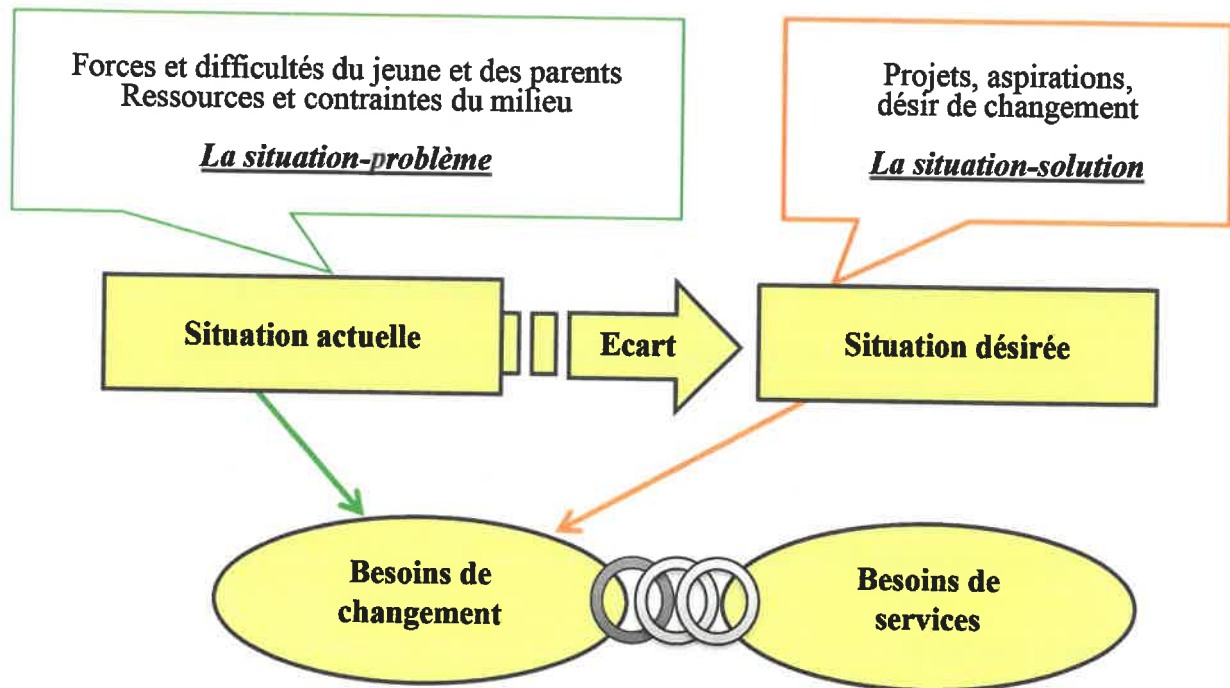 Forces et difficultés du jeune et des parents
Ressources et contraintes du milieu
La situation-problème
Projets, aspirations,
désir de changement
La situation-solution
Situation actuelle
Ecart
Situation désirée
Besoins de
changement
Besoins de
services